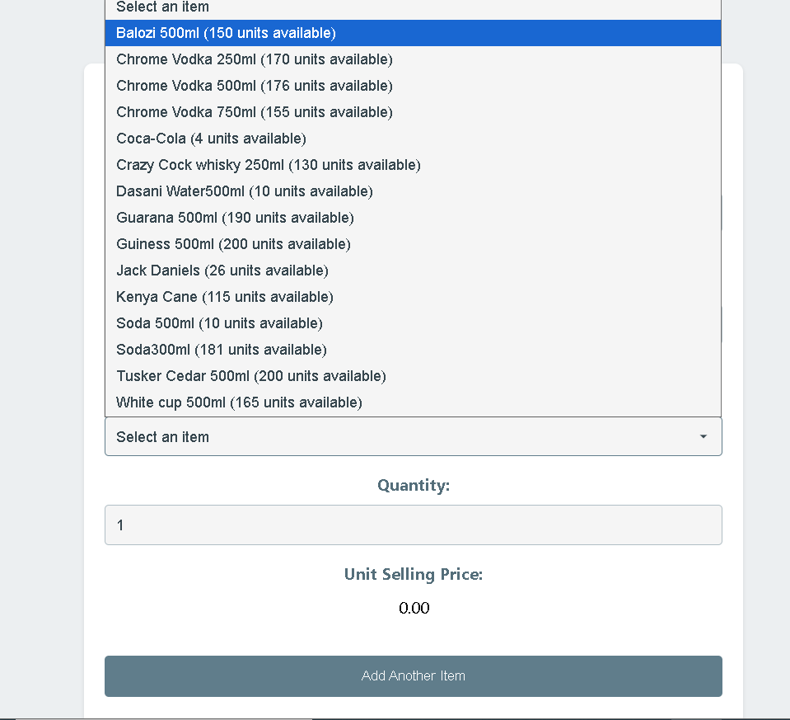 Select an item
Balozi 500ml (150 units available)
Chrome Vodka 250ml (170 units available)
Chrome Vodka 500ml (176 units available)
Chrome Vodka 750ml (155 units available)
Coca-Cola (4 units available)
Crazy Cock whisky 250ml (130 units available)
Dasani Water500ml (10 units available)
Guarana 500ml (190 units available)
Guiness 500ml (200 units available)
Jack Daniels (26 units available)
Kenya Cane (115 units available)
Soda 500ml (10 units available)
Soda300ml (181 units available)
Tusker Cedar 500ml (200 units available)
White cup 500ml (165 units available)
Select an item
Quantity:
1
Unit Selling Price:
0.00
Add Another Item